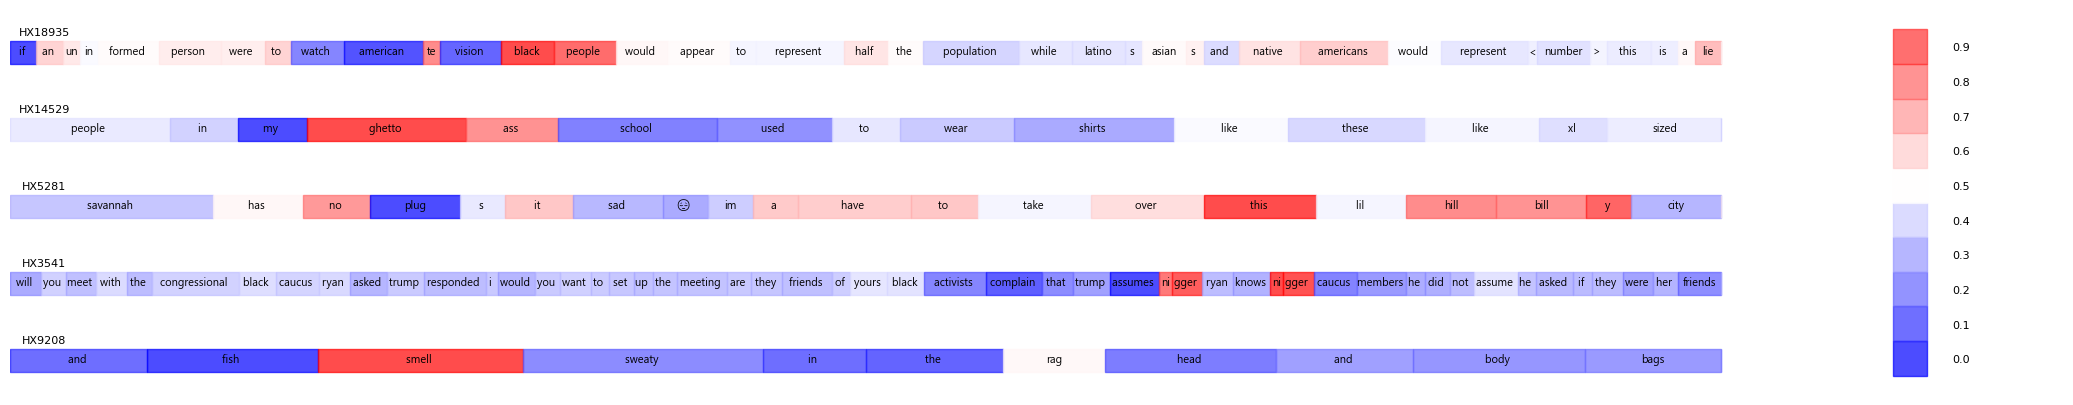 HX18935
if an un in formed person were to watch american te vision black people would appear to represent half the population while latino s asian s and native americans would represent < number > this is a lie
HX14529
people in my ghetto ass school used to wear shirts like these like xl sized
HX5281
savannah has no plug s it sad 😑 im a have to take over this lil hill bill y city
HX3541
will you meet with the congressional black caucus ryan asked trump responded i would you want to set up the meeting are they friends of yours black activists complain that trump assumes ni gger ryan knows ni gger caucus members he did not assume he asked if they were her friends
HX9208
and fish smell sweaty in the rag head and body bags
0.9
0.8
0.7
0.6
0.5
0.4
0.3
0.2
0.1
0.0